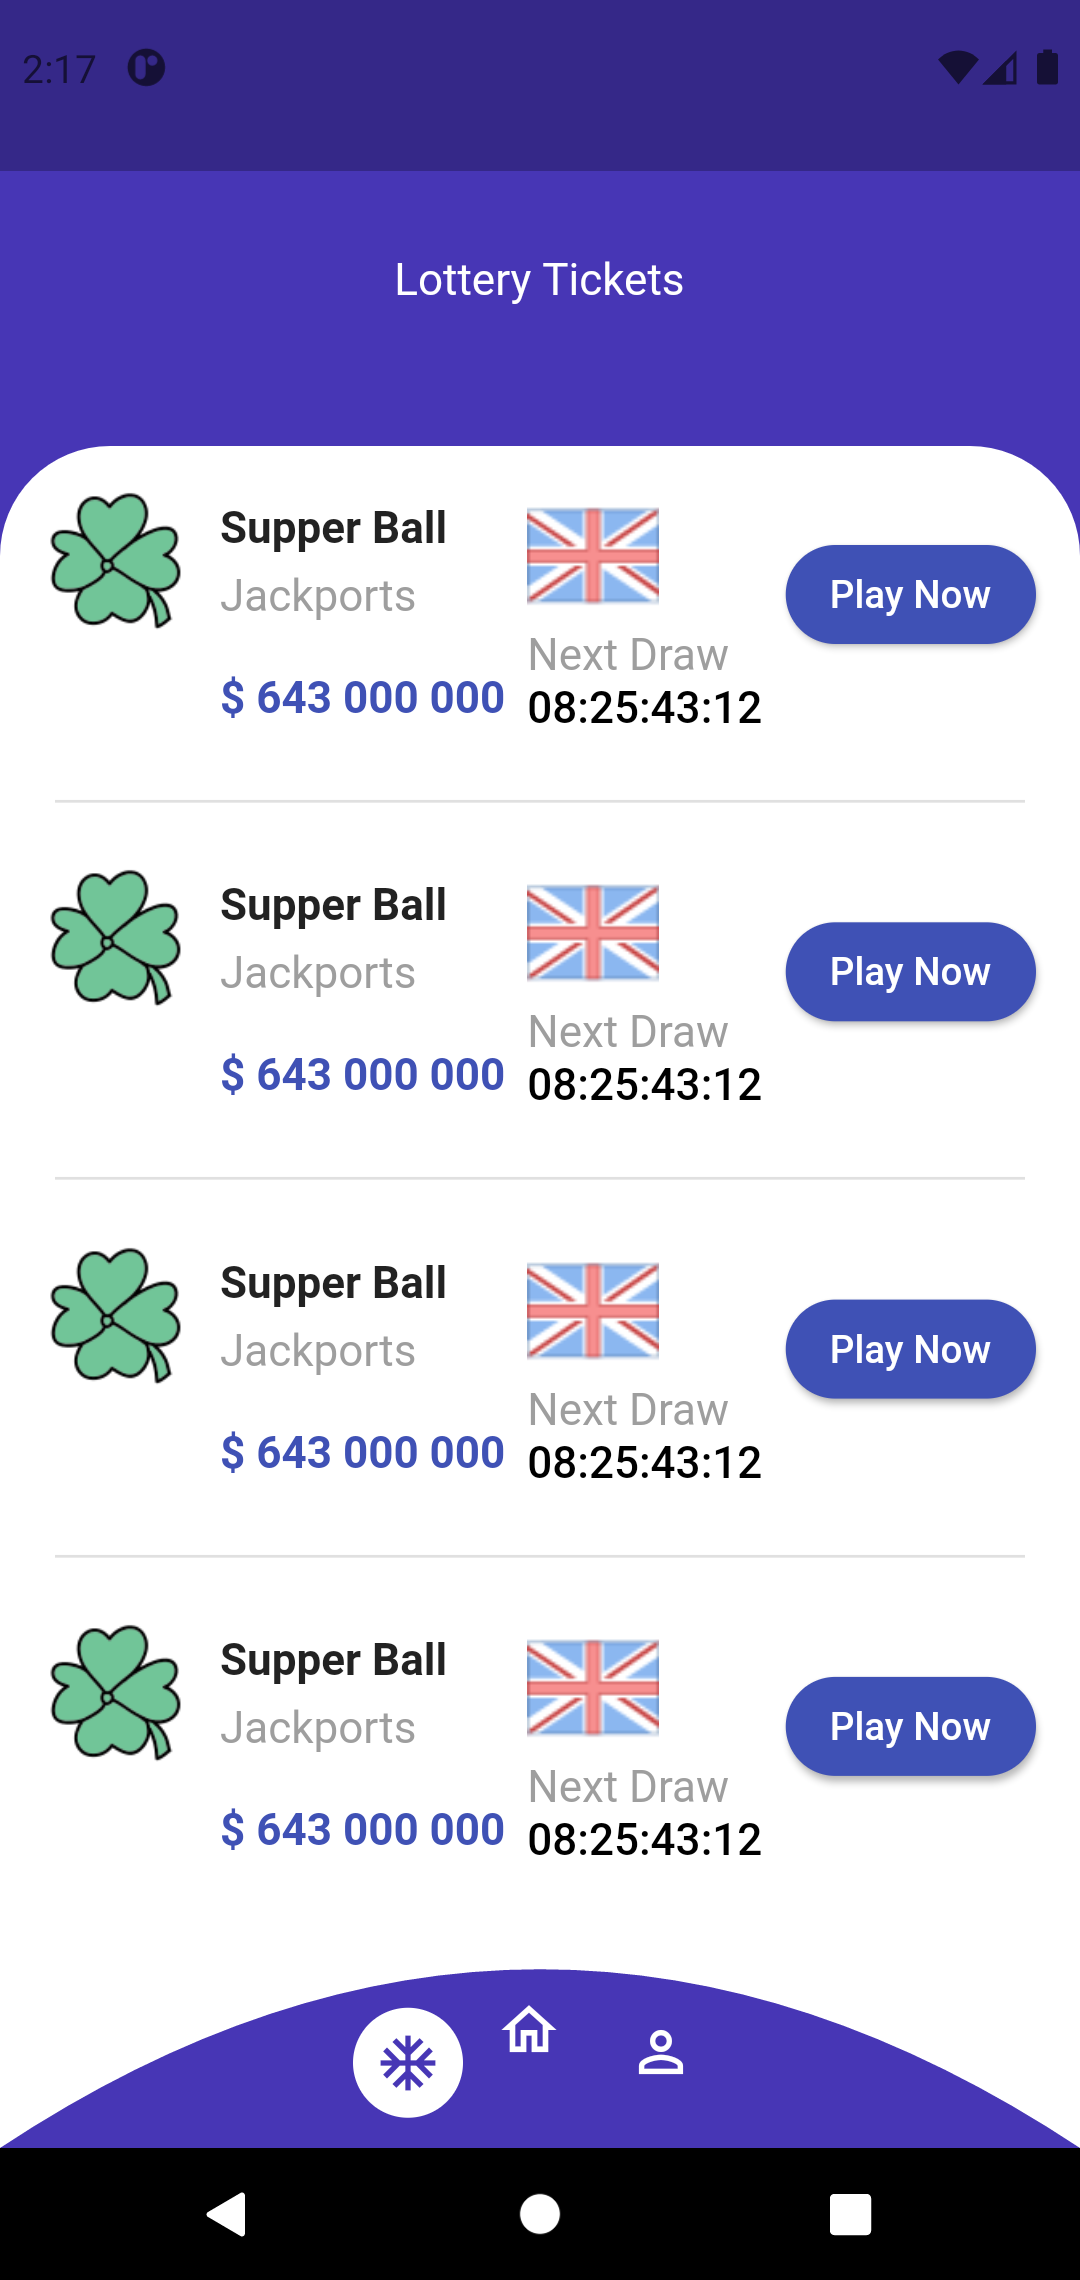 2:17
Lottery Tickets
Supper Ball
Jackports
$ 643 000 000
Next Draw
08:25:43:12
Play Now
Supper Ball
Jackports
$ 643 000 000
Next Draw
08:25:43:12
Play Now
Supper Ball
Jackports
$ 643 000 000
Next Draw
08:25:43:12
Play Now
Supper Ball
Jackports
$ 643 000 000
Next Draw
08:25:43:12
Play Now